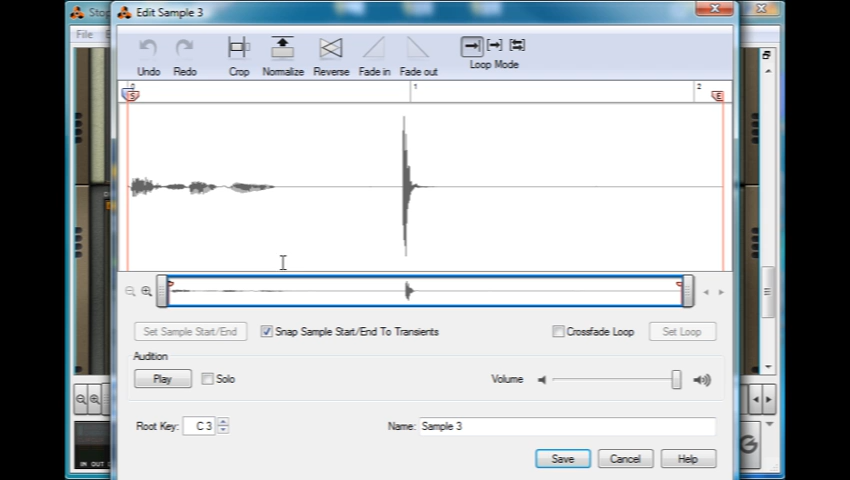 Stop
Edit Sample 3
File
Undo
Redo
Crop
Normalize
Reverse
Fade in
Fade out
Loop Mode
0
1
2
S
E
Set Sample Start/End
Snap Sample Start/End To Transients
Crossfade Loop
Set Loop
Audition
Play
Solo
Volume
Root Key:
C 3
Name:
Sample 3
IN OUT
Save
Cancel
Help